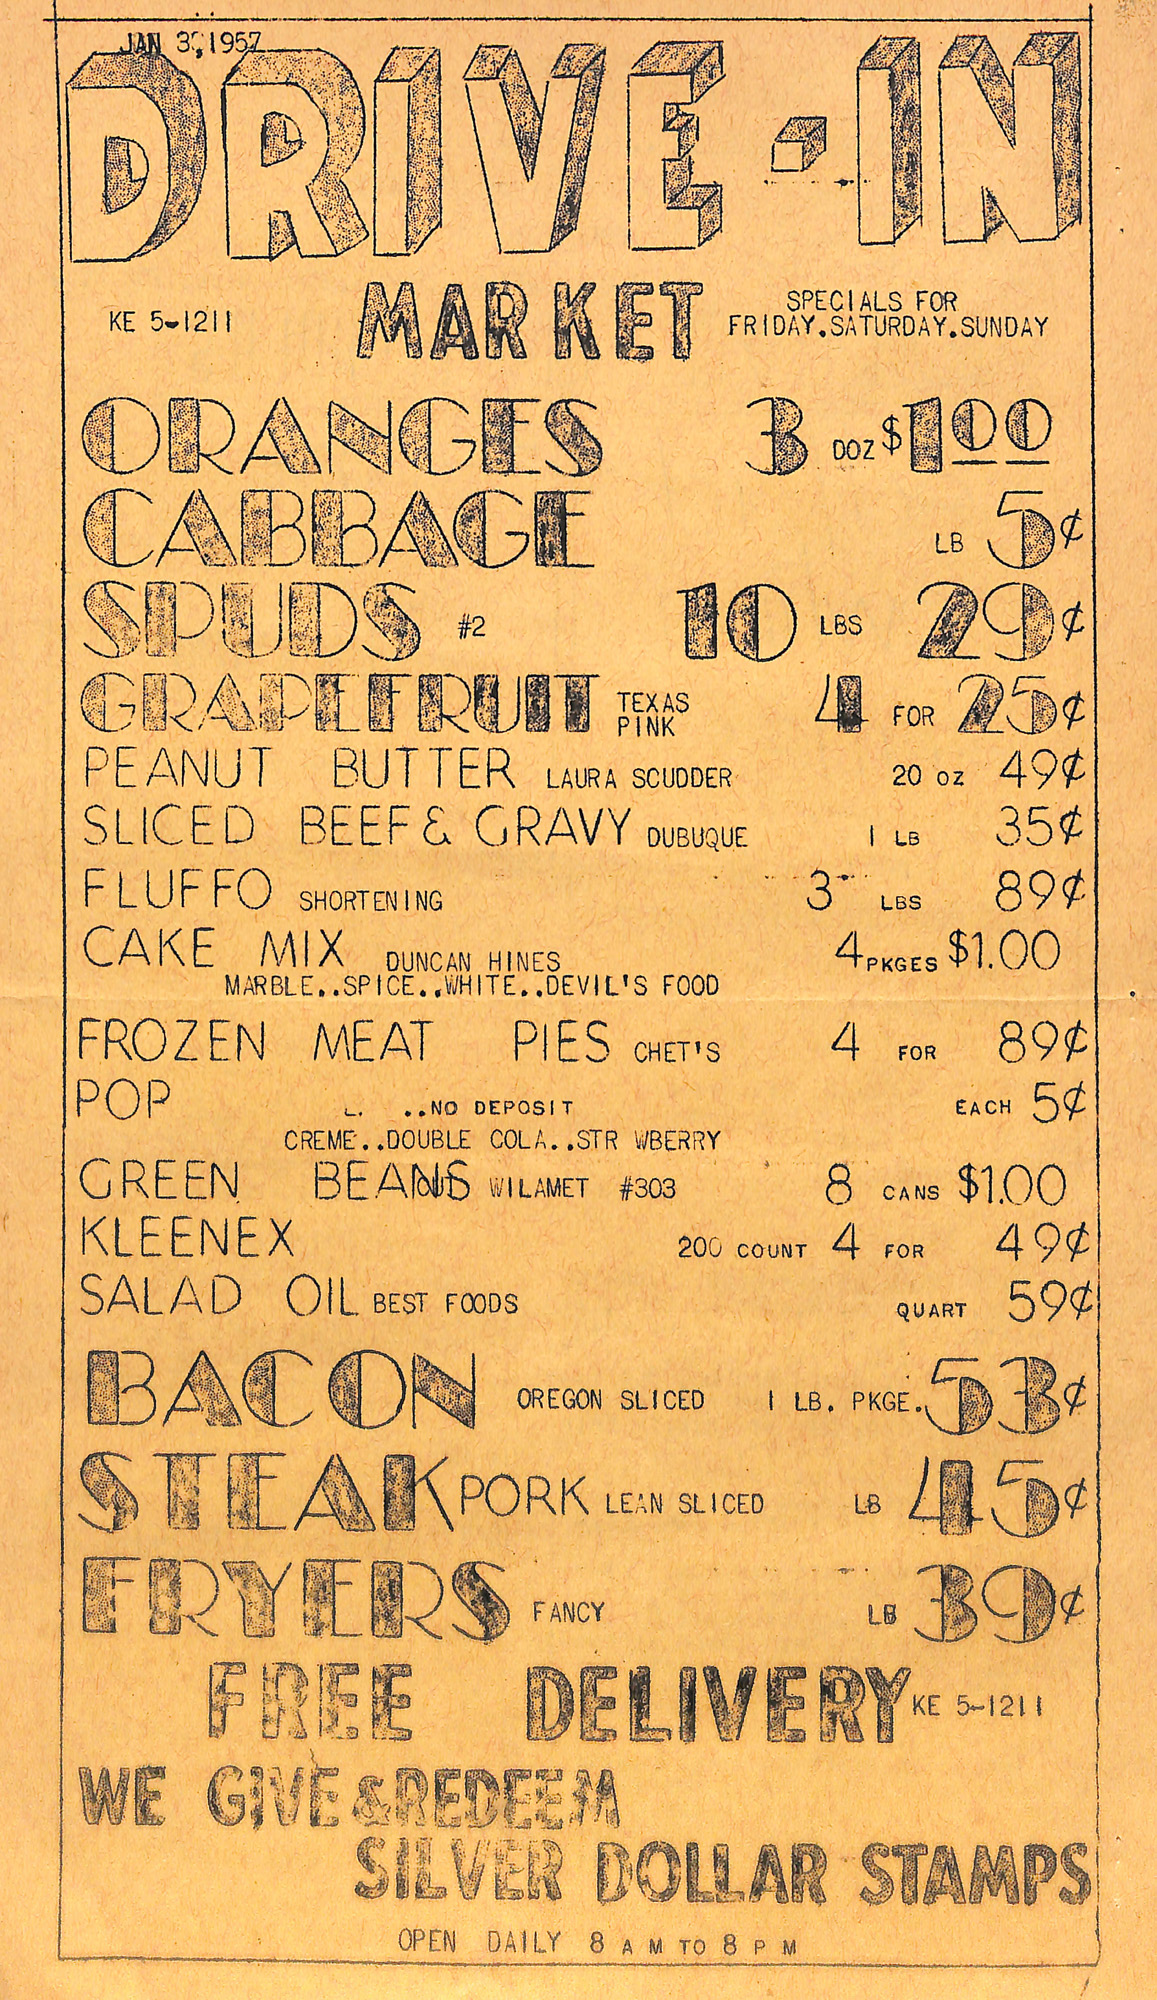 JAN 3,1957
DRIVE-IN
MARKET
KE 5-1211
SPECIALS FOR
FRIDAY.SATURDAY.SUNDAY
ORANGES 3 DOZ $1.00
CABBAGE LB 5¢
SPUDS #2 10 LBS 29¢
GRAPEFRUIT TEXAS PINK 4 FOR 25¢
PEANUT BUTTER LAURA SCUDDER 20 oz 49¢
SLICED BEEF & GRAVY DUBUQUE 1 LB 35¢
FLUFFO SHORTENING 3 LBS 89¢
CAKE MIX DUNCAN HINES 4 PKGES $1.00
MARBLE..SPICE..WHITE..DEVIL'S FOOD
FROZEN MEAT PIES CHET'S 4 FOR 89¢
POP ..NO DEPOSIT EACH 5¢
CREME..DOUBLE COLA..STR WBERRY
GREEN BEANS WILAMET #303 8 CANS $1.00
KLEENEX 200 COUNT 4 FOR 49¢
SALAD OIL BEST FOODS QUART 59¢
BACON OREGON SLICED 1 LB. PKGE. 53¢
STEAK PORK LEAN SLICED LB 45¢
FRYERS FANCY LB 39¢
FREE DELIVERY KE 5-1211
WE GIVE & REDEEM
SILVER DOLLAR STAMPS
OPEN DAILY 8 A M TO 8 P M